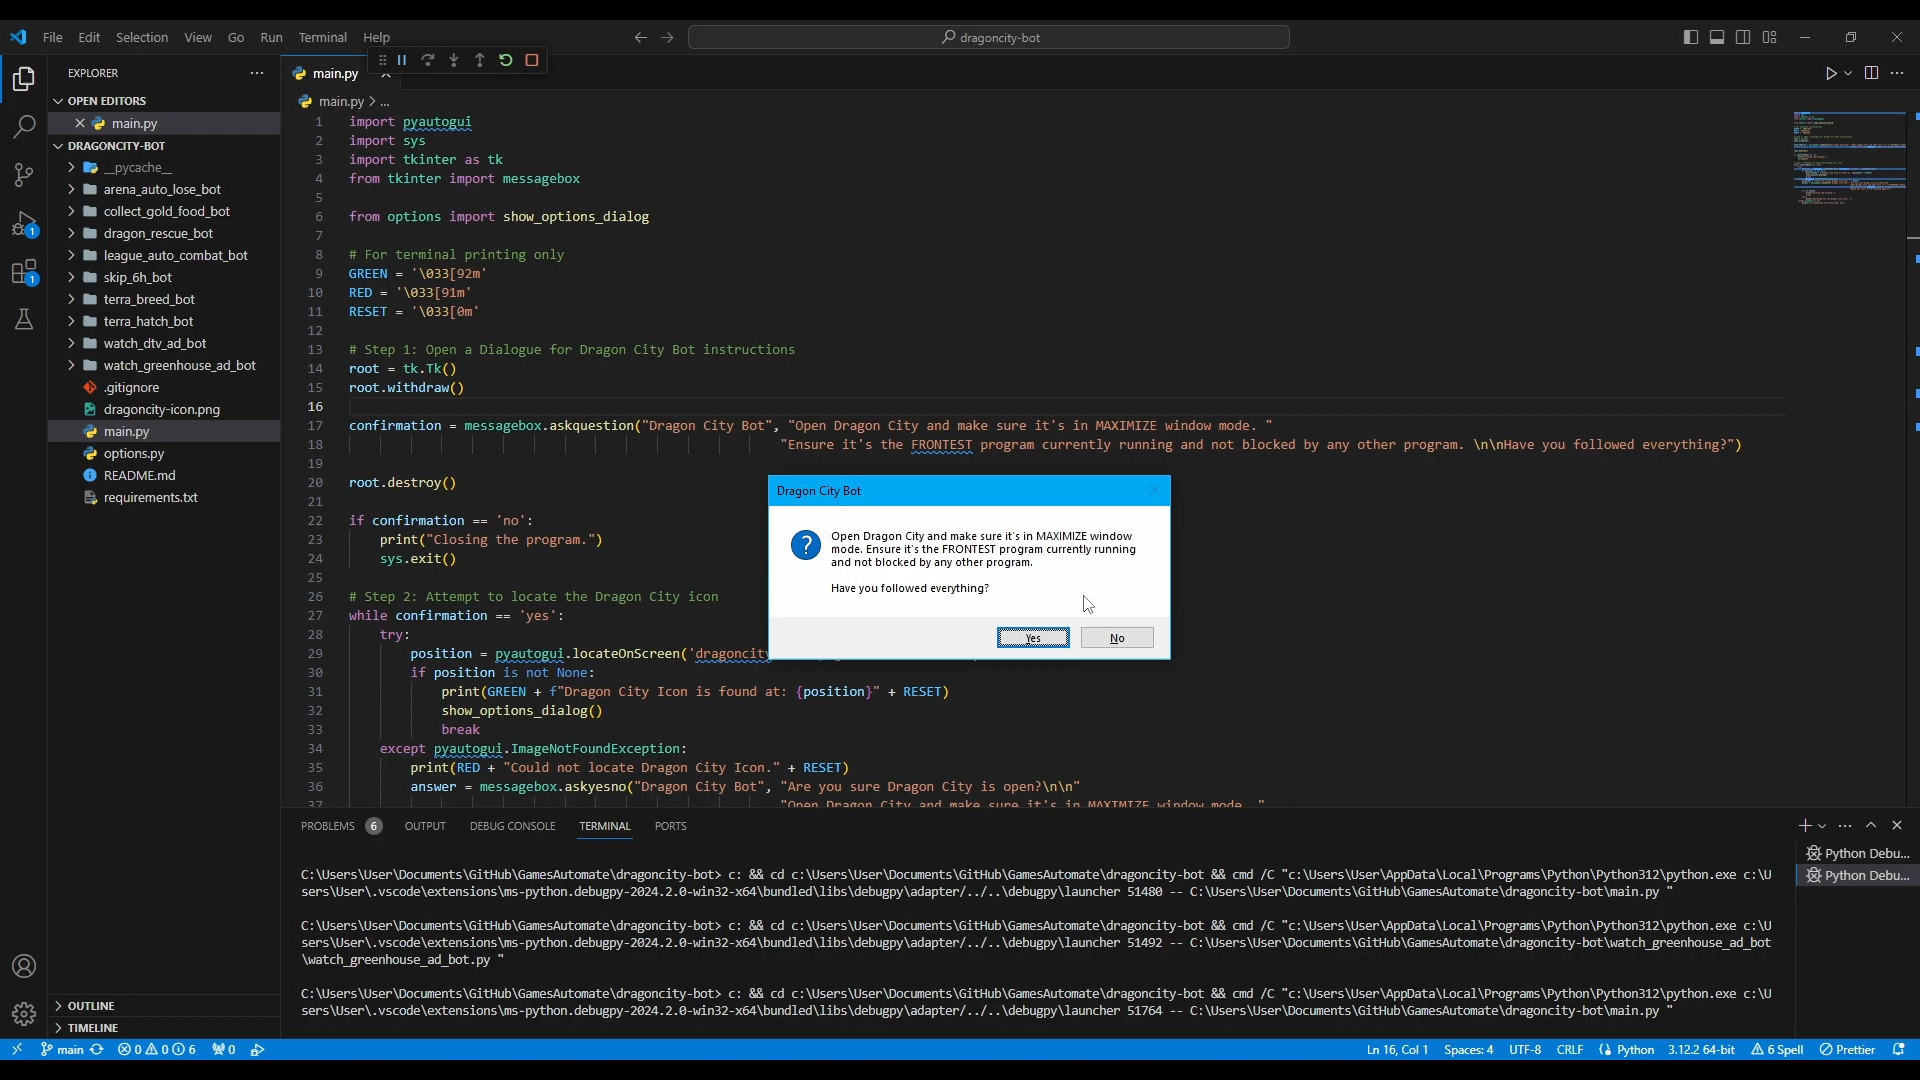 File Edit Selection View Go Run Terminal Help
dragoncity-bot
EXPLORER
OPEN EDITORS
main.py
DRAGONCITY-BOT
__pycache__
arena_auto_lose_bot
collect_gold_food_bot
dragon_rescue_bot
league_auto_combat_bot
skip_6h_bot
terra_breed_bot
terra_hatch_bot
watch_dtv_ad_bot
watch_greenhouse_ad_bot
.gitignore
dragoncity-icon.png
main.py
options.py
README.md
requirements.txt
OUTLINE
TIMELINE
1
1
main.py
main.py > ...
1 import pyautogui
2 import sys
3 import tkinter as tk
4 from tkinter import messagebox
5
6 from options import show_options_dialog
7
8 # For terminal printing only
9 GREEN = '\033[92m'
10 RED = '\033[91m'
11 RESET = '\033[0m'
12
13 # Step 1: Open a Dialogue for Dragon City Bot instructions
14 root = tk.Tk()
15 root.withdraw()
16
17 confirmation = messagebox.askquestion("Dragon City Bot", "Open Dragon City and make sure it's in MAXIMIZE window mode. "
18 "Ensure it's the FRONTEST program currently running and not blocked by any other program. \n\nHave you followed everything?")
19
20 root.destroy()
21
22 if confirmation == 'no':
23 print("Closing the program.")
24 sys.exit()
25
26 # Step 2: Attempt to locate the Dragon City icon
27 while confirmation == 'yes':
28 try:
29 position = pyautogui.locateOnScreen('dragoncity
30 if position is not None:
31 print(GREEN + f"Dragon City Icon is found at: {position}" + RESET)
32 show_options_dialog()
33 break
34 except pyautogui.ImageNotFoundException:
35 print(RED + "Could not locate Dragon City Icon." + RESET)
36 answer = messagebox.askyesno("Dragon City Bot", "Are you sure Dragon City is open?\n\n"
37 "Open Dragon City and make sure it's in MAXIMIZE window mode. "
Dragon City Bot
Open Dragon City and make sure it's in MAXIMIZE window
mode. Ensure it's the FRONTEST program currently running
and not blocked by any other program.
Have you followed everything?
Yes No
PROBLEMS 6 OUTPUT DEBUG CONSOLE TERMINAL PORTS
Python Debu...
Python Debu...
C:\Users\User\Documents\GitHub\GamesAutomate\dragoncity-bot> c: && cd c:\Users\User\Documents\GitHub\GamesAutomate\dragoncity-bot && cmd /C "c:\Users\User\AppData\Local\Programs\Python\Python312\python.exe c:\U
sers\User\.vscode\extensions\ms-python.debugpy-2024.2.0-win32-x64\bundled\libs\debugpy\adapter/../..\debugpy\launcher 51480 -- C:\Users\User\Documents\GitHub\GamesAutomate\dragoncity-bot\main.py "
C:\Users\User\Documents\GitHub\GamesAutomate\dragoncity-bot> c: && cd c:\Users\User\Documents\GitHub\GamesAutomate\dragoncity-bot && cmd /C "c:\Users\User\AppData\Local\Programs\Python\Python312\python.exe c:\U
sers\User\.vscode\extensions\ms-python.debugpy-2024.2.0-win32-x64\bundled\libs\debugpy\adapter/../..\debugpy\launcher 51492 -- C:\Users\User\Documents\GitHub\GamesAutomate\dragoncity-bot\watch_greenhouse_ad_bot
\watch_greenhouse_ad_bot.py "
C:\Users\User\Documents\GitHub\GamesAutomate\dragoncity-bot> c: && cd c:\Users\User\Documents\GitHub\GamesAutomate\dragoncity-bot && cmd /C "c:\Users\User\AppData\Local\Programs\Python\Python312\python.exe c:\U
sers\User\.vscode\extensions\ms-python.debugpy-2024.2.0-win32-x64\bundled\libs\debugpy\adapter/../..\debugpy\launcher 51764 -- C:\Users\User\Documents\GitHub\GamesAutomate\dragoncity-bot\main.py "
main 0 0 6 0 Ln 16, Col 1 Spaces: 4 UTF-8 CRLF Python 3.12.2 64-bit 6 Spell Prettier